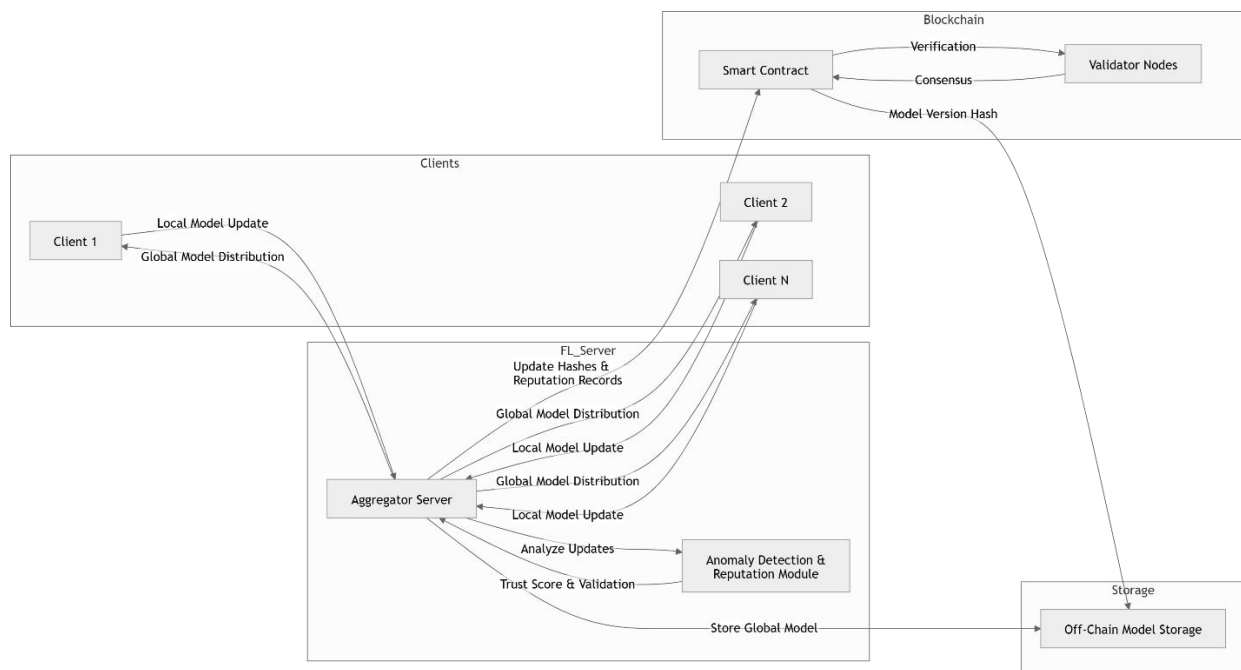 Blockchain
Verification
Smart Contract
Validator Nodes
Consensus
Model Version Hash
Clients
Client 2
Local Model Update
Client 1
Global Model Distribution
Client N
FL_Server
Update Hashes &
Reputation Records
Global Model Distribution
Local Model Update
Global Model Distribution
Aggregator Server
Local Model Update
Analyze Updates
Anomaly Detection &
Reputation Module
Trust Score & Validation
Storage
Store Global Model
Off-Chain Model Storage